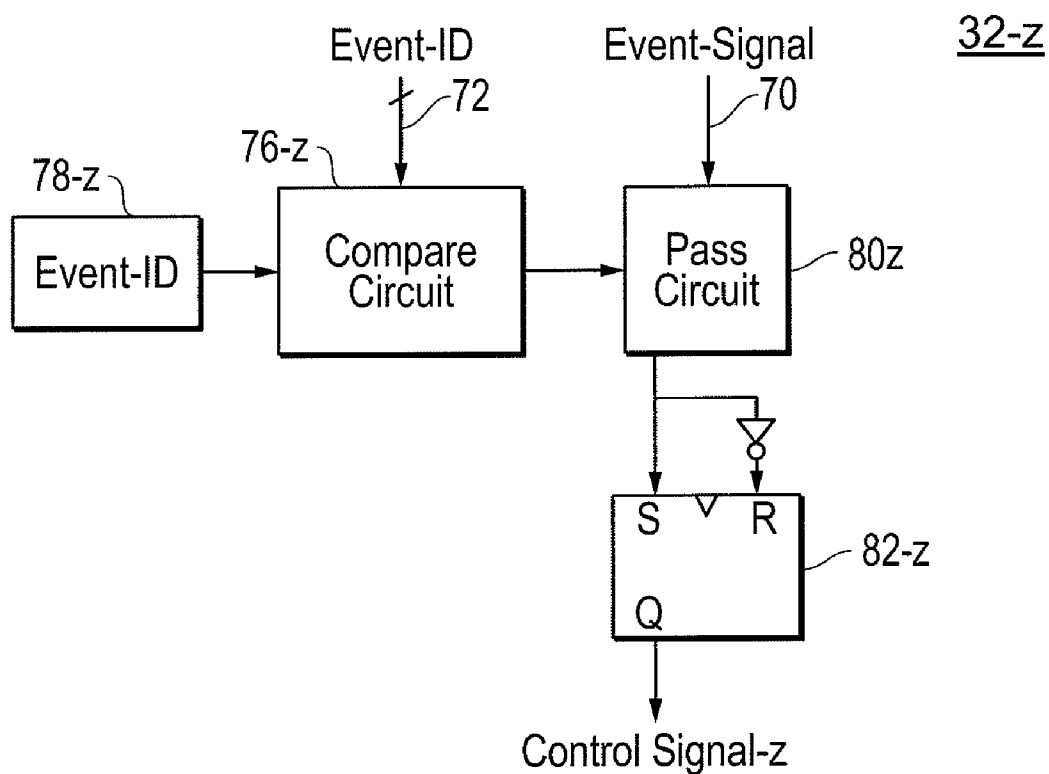 32-z
Event-ID
Event-Signal
72
70
76-z
78-z
Event-ID
Compare
Circuit
Pass
Circuit
80z
S
R
82-z
Q
Control Signal-z